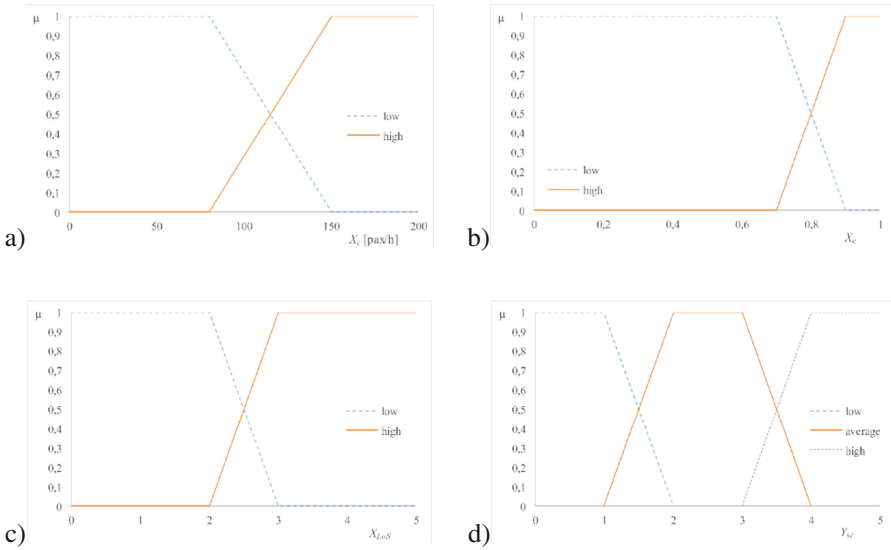 μ
1
0,9
0,8
0,7
0,6
0,5
0,4
0,3
0,2
0,1
0
low
high
0 50 100 150 200
X_c [pax/h]
a)
μ
1
0,9
0,8
0,7
0,6
0,5
0,4
0,3
0,2
0,1
0
low
high
0 0,2 0,4 0,6 0,8 1
X_e
b)
μ
1
0,9
0,8
0,7
0,6
0,5
0,4
0,3
0,2
0,1
0
low
high
0 1 2 3 4 5
X_LoS
c)
μ
1
0,9
0,8
0,7
0,6
0,5
0,4
0,3
0,2
0,1
0
low
average
high
0 1 2 3 4 5
Y_sc
d)